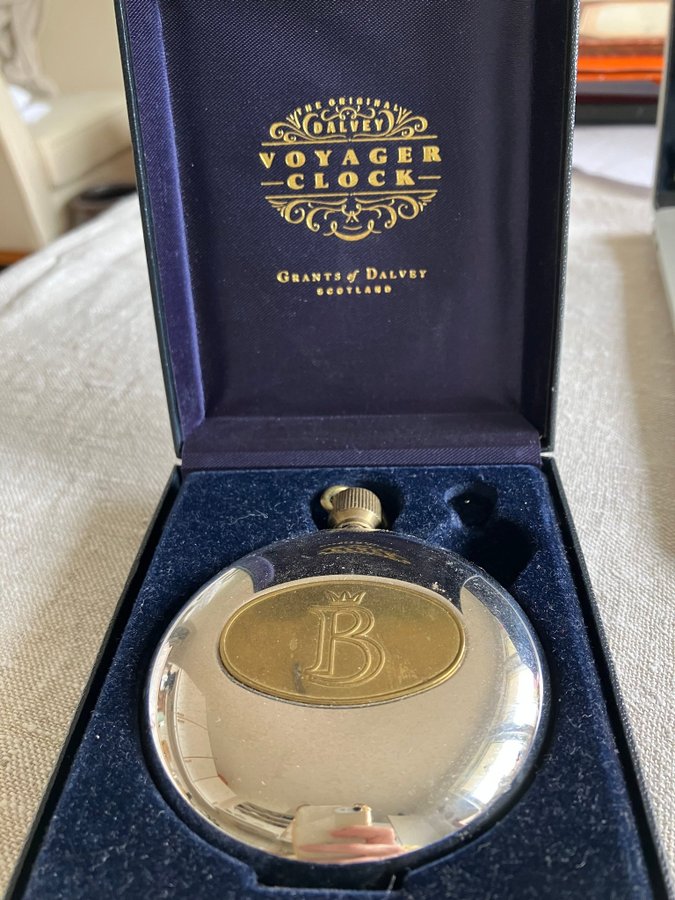 THE ORIGINAL
DALVEY
VOYAGER
CLOCK
GRANTS of DALVEY
SCOTLAND
B